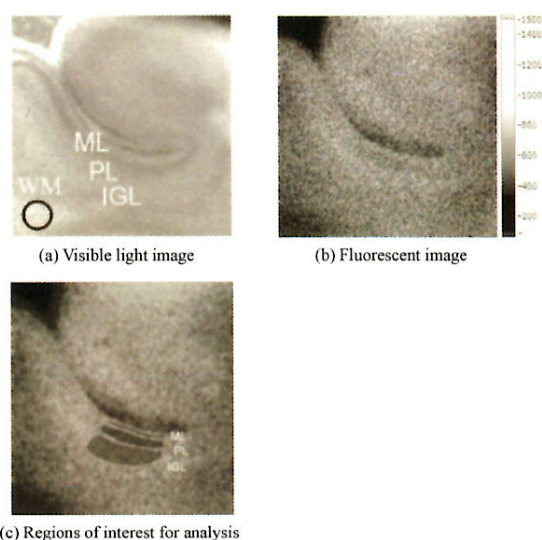 ML
PL
WM
IGL
(a) Visible light image
1500
1400
1200
1000
800
600
400
200
(b) Fluorescent image
ML
PL
IGL
(c) Regions of interest for analysis